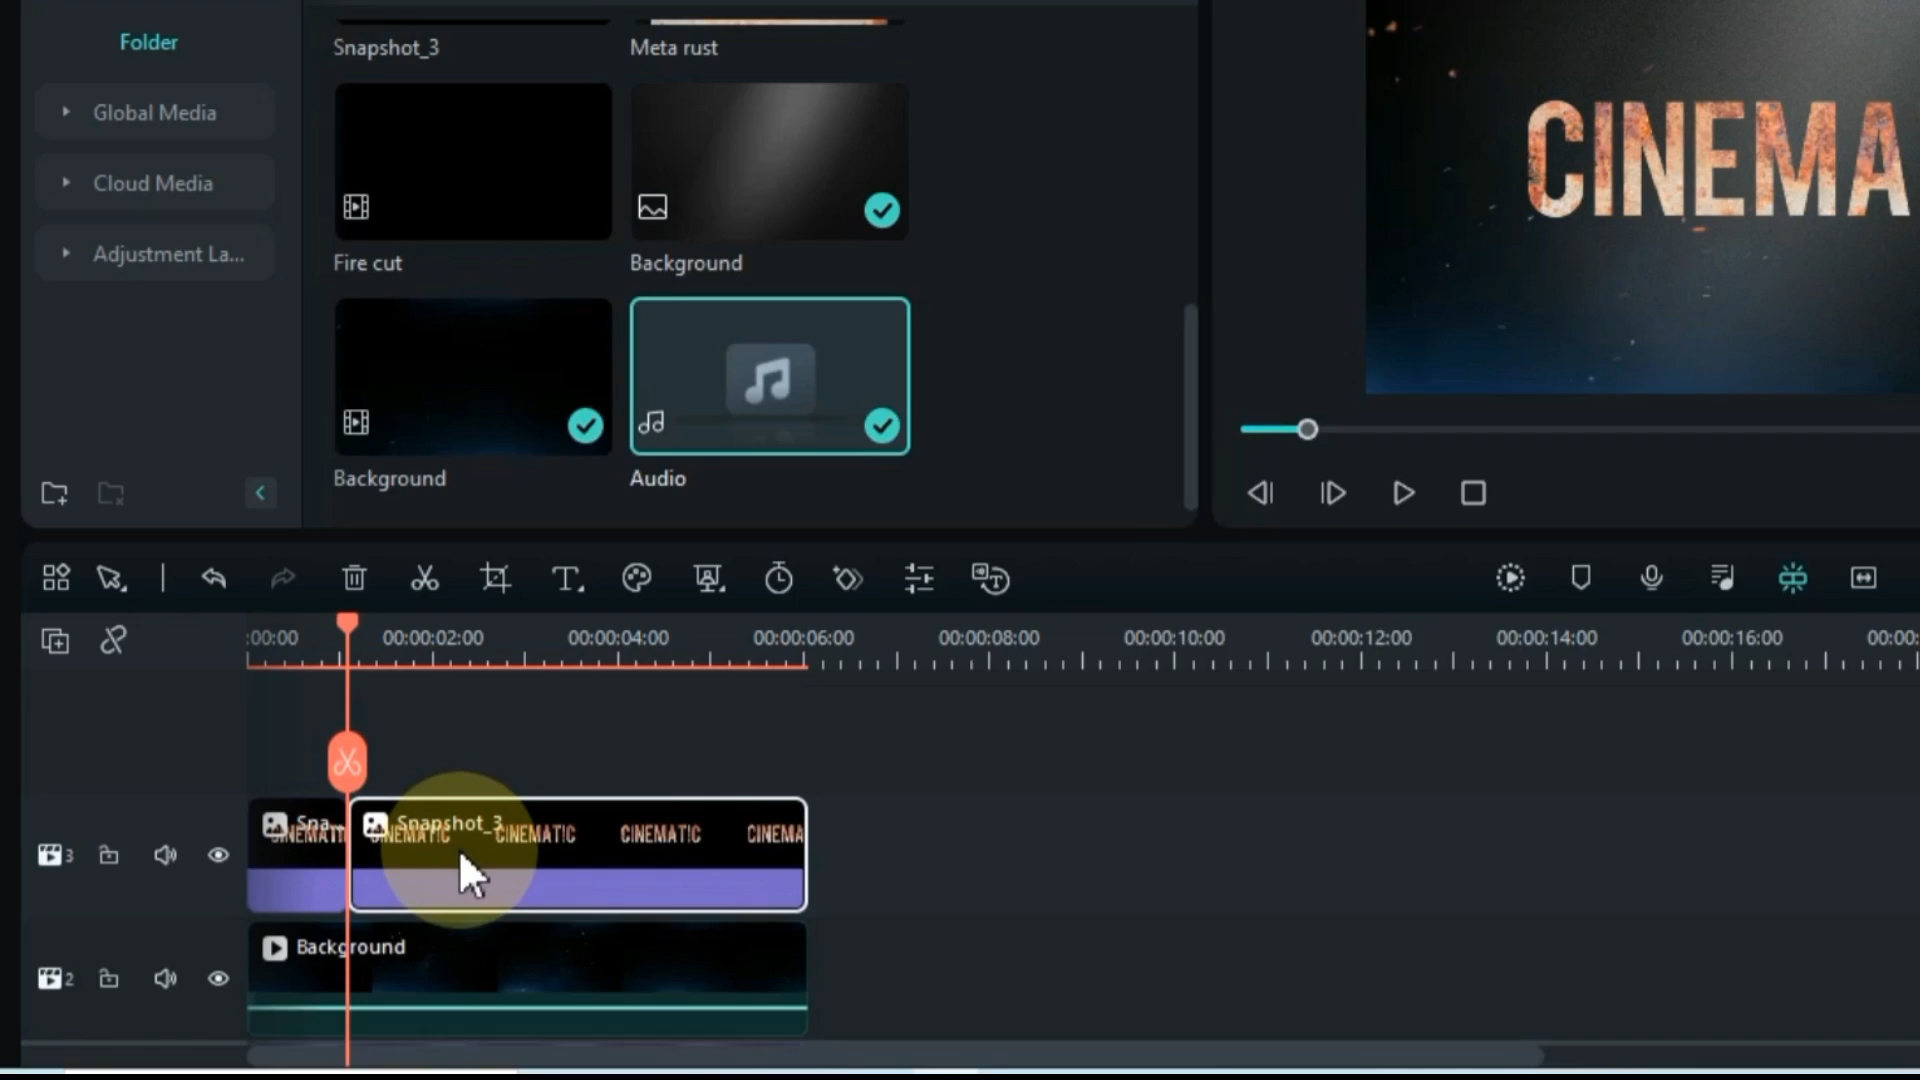 Folder
Snapshot_3
Meta rust
Global Media
Cloud Media
Adjustment La...
Fire cut
Background
Background
Audio
CINEMA
:00:00
00:00:02:00
00:00:04:00
00:00:06:00
00:00:08:00
00:00:10:00
00:00:12:00
00:00:14:00
00:00:16:00
00:00:
Sna...
Snapshot_3
CINEMATIC
CINEMATIC
CINEMATIC
CINEMATIC
CINEMA
3
Background
2